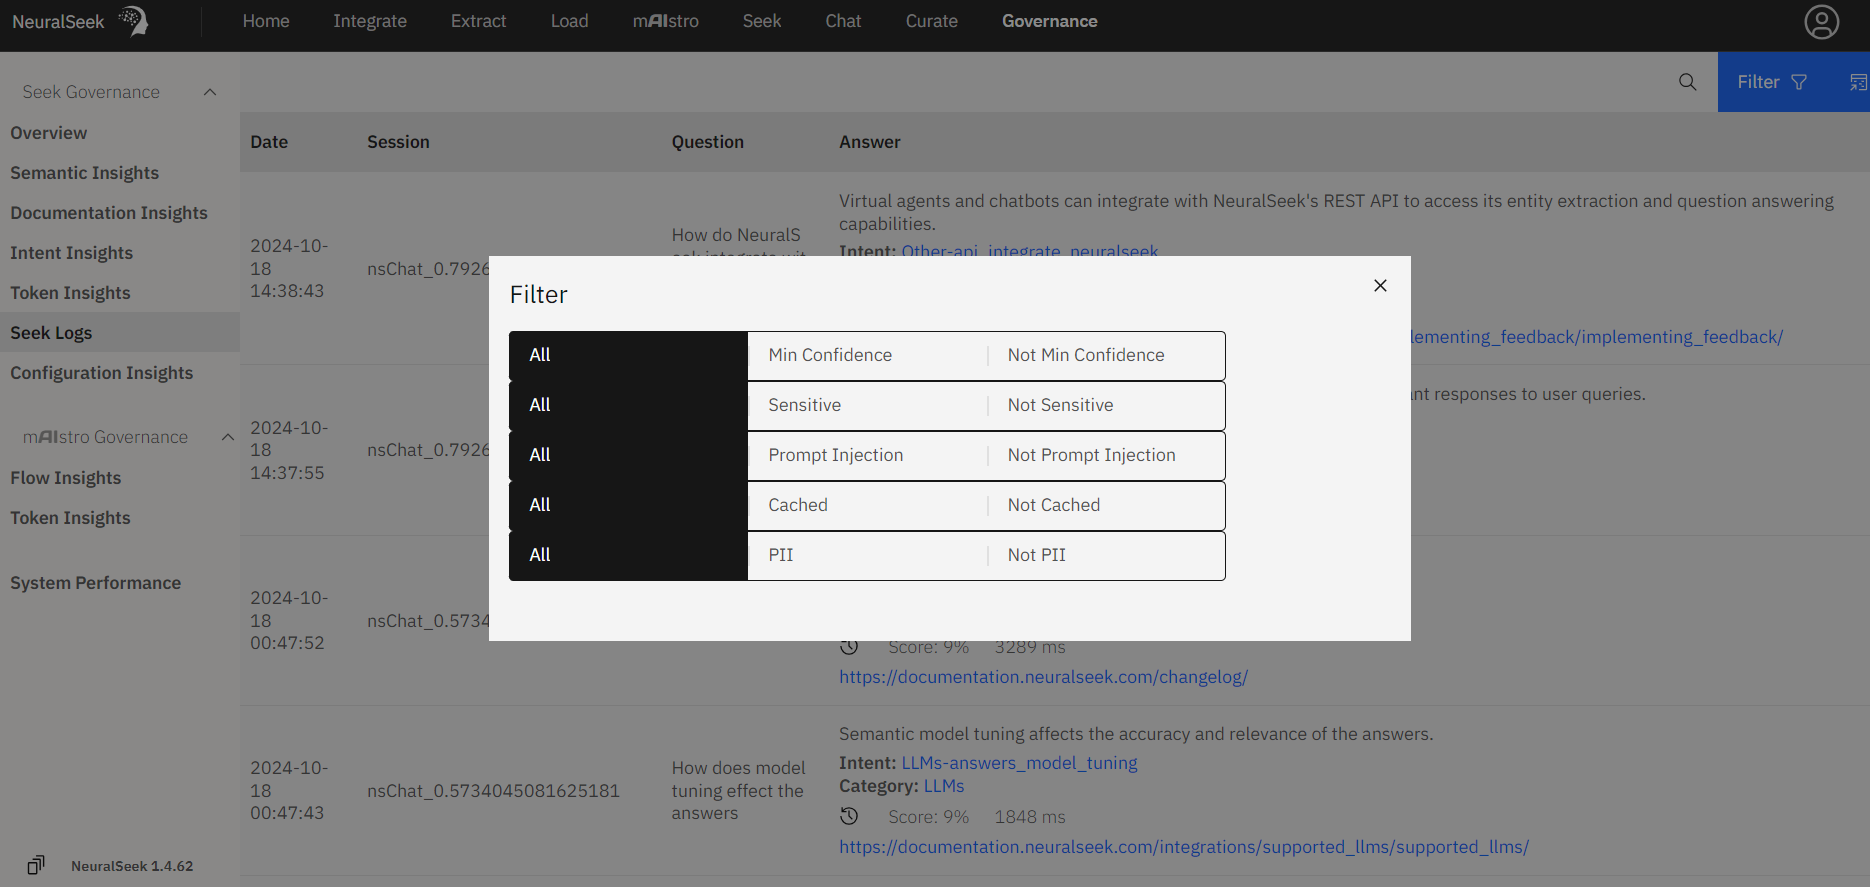 NeuralSeek
Home Integrate Extract Load mAIstro Seek Chat Curate Governance
Seek Governance
Overview
Semantic Insights
Documentation Insights
Intent Insights
Token Insights
Seek Logs
Configuration Insights
mAIstro Governance
Flow Insights
Token Insights
System Performance
NeuralSeek 1.4.62
Filter
Date Session Question Answer
2024-10-
18
14:38:43
nsChat_0.7926
How do NeuralS
Virtual agents and chatbots can integrate with NeuralSeek's REST API to access its entity extraction and question answering
capabilities.
Intent: Other-api_integrate_neuralseek
lementing_feedback/implementing_feedback/
2024-10-
18
14:37:55
nsChat_0.7926
nt responses to user queries.
Filter
All Min Confidence Not Min Confidence
All Sensitive Not Sensitive
All Prompt Injection Not Prompt Injection
All Cached Not Cached
All PII Not PII
2024-10-
18
00:47:52
nsChat_0.5734
Score: 9% 3289 ms
https://documentation.neuralseek.com/changelog/
2024-10-
18
00:47:43
nsChat_0.5734045081625181
How does model
tuning effect the
answers
Semantic model tuning affects the accuracy and relevance of the answers.
Intent: LLMs-answers_model_tuning
Category: LLMs
Score: 9% 1848 ms
https://documentation.neuralseek.com/integrations/supported_llms/supported_llms/